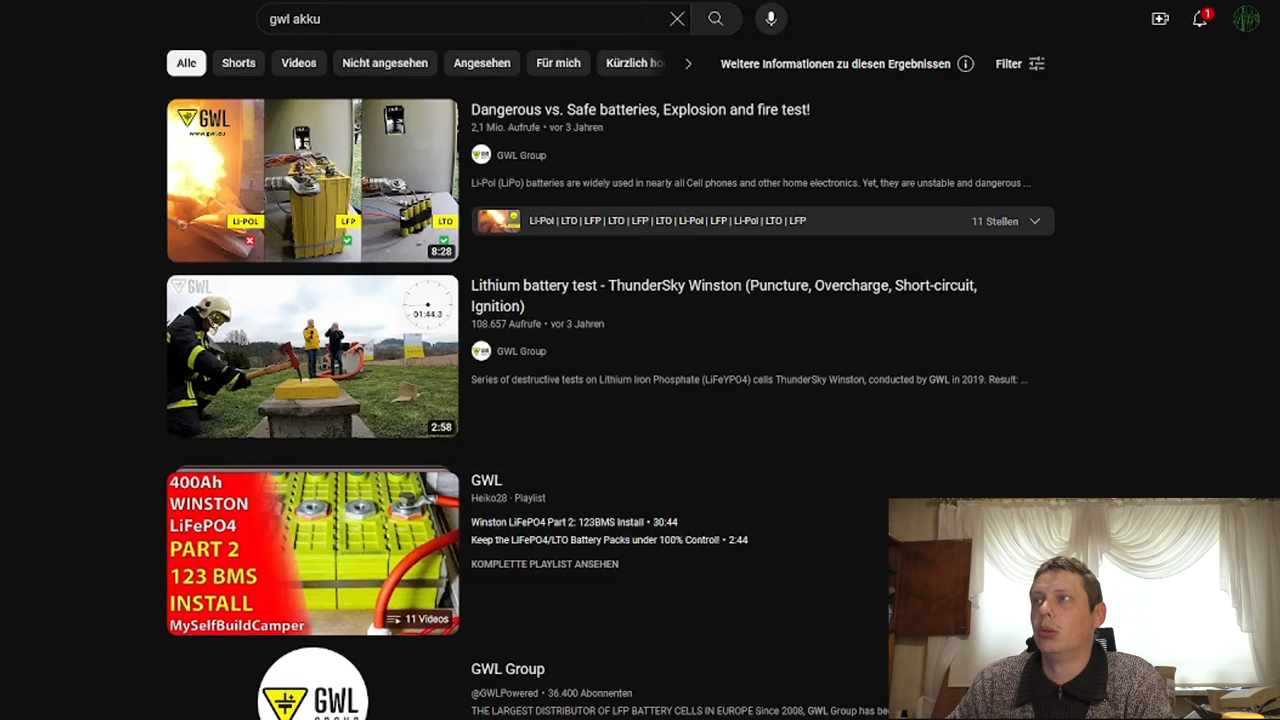 gwl akku
1
Alle
Shorts
Videos
Nicht angesehen
Angesehen
Für mich
Kürzlich ho
Weitere Informationen zu diesen Ergebnissen
Filter
GWL
www.gwl.eu
LI-POL
LFP
LTO
8:28
Dangerous vs. Safe batteries, Explosion and fire test!
2,1 Mio. Aufrufe • vor 3 Jahren
GWL Group
Li-Pol (LiPo) batteries are widely used in nearly all Cell phones and other home electronics. Yet, they are unstable and dangerous ...
Li-Pol | LTO | LFP | LTO | LFP | LTO | Li-Pol | LFP | Li-Pol | LTO | LFP
11 Stellen
GWL
01:44.3
2:58
Lithium battery test - ThunderSky Winston (Puncture, Overcharge, Short-circuit,
Ignition)
108.657 Aufrufe • vor 3 Jahren
GWL Group
Series of destructive tests on Lithium Iron Phosphate (LiFeYPO4) cells ThunderSky Winston, conducted by GWL in 2019. Result: ...
400Ah
WINSTON
LiFePO4
PART 2
123 BMS
INSTALL
MySelfBuildCamper
11 Videos
GWL
Heiko28 · Playlist
Winston LiFePO4 Part 2: 123BMS Install • 30:44
Keep the LIFePO4/LTO Battery Packs under 100% Control! • 2:44
KOMPLETTE PLAYLIST ANSEHEN
GWL
GROUP
GWL Group
@GWLPowered • 36.400 Abonnenten
THE LARGEST DISTRIBUTOR OF LFP BATTERY CELLS IN EUROPE Since 2008, GWL Group has be